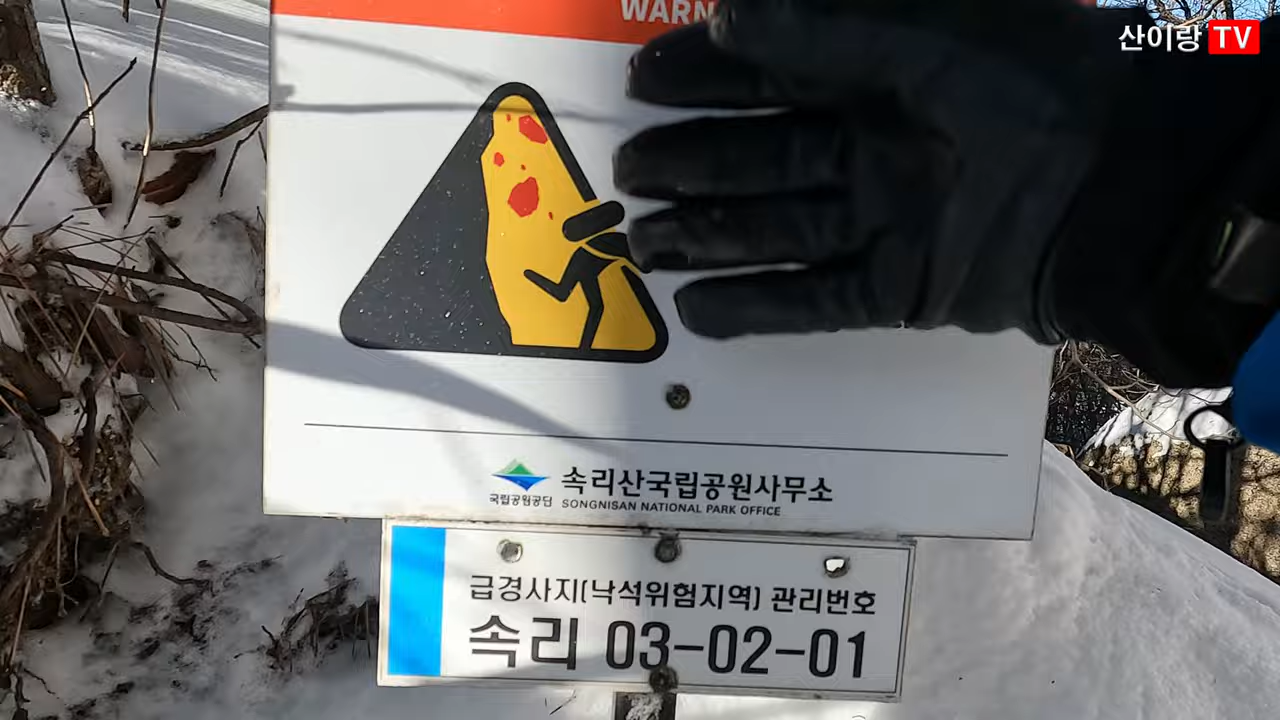 WARN
산이랑 TV
속리산국립공원사무소
국립공원공단 SONGNISAN NATIONAL PARK OFFICE
급경사지(낙석위험지역) 관리번호
속리 03-02-01